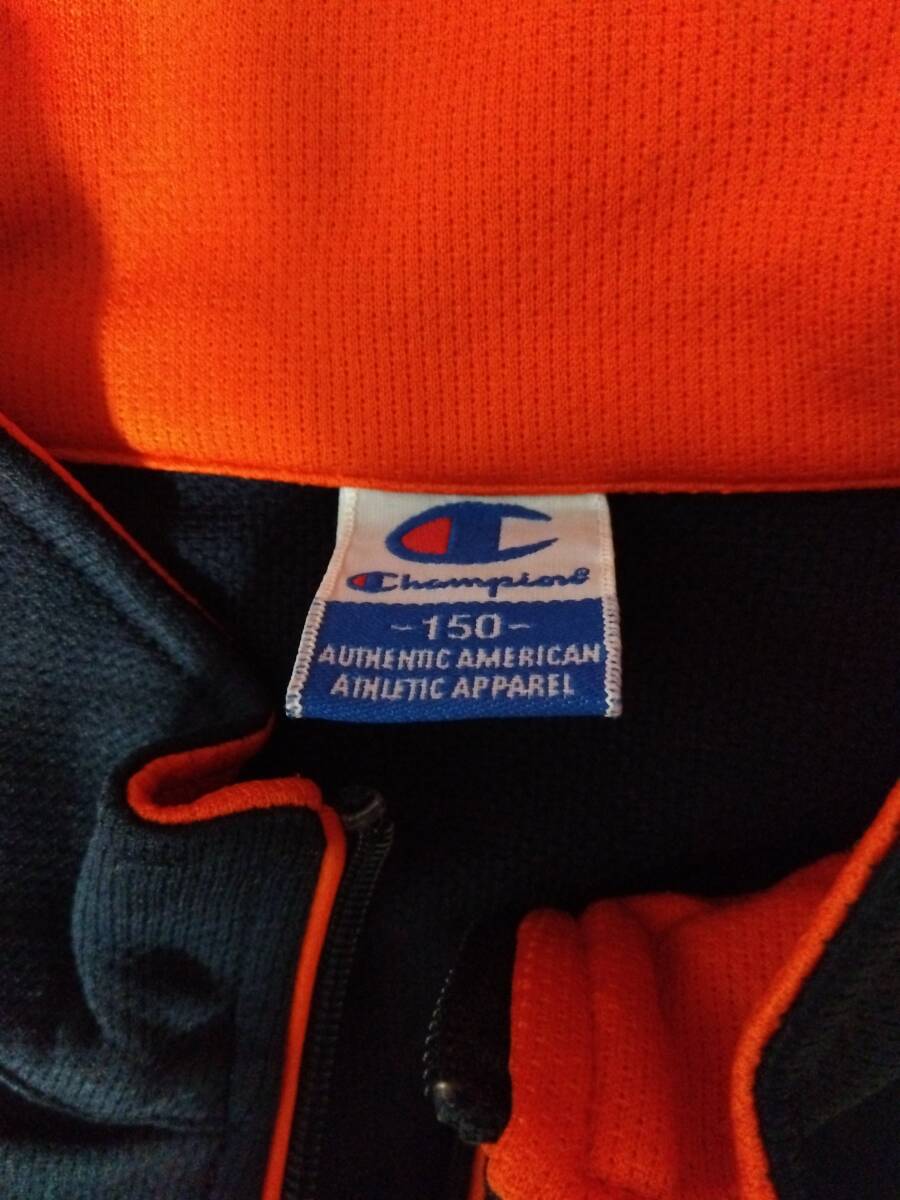 Champion®
-150-
AUTHENTIC AMERICAN
ATHLETIC APPAREL